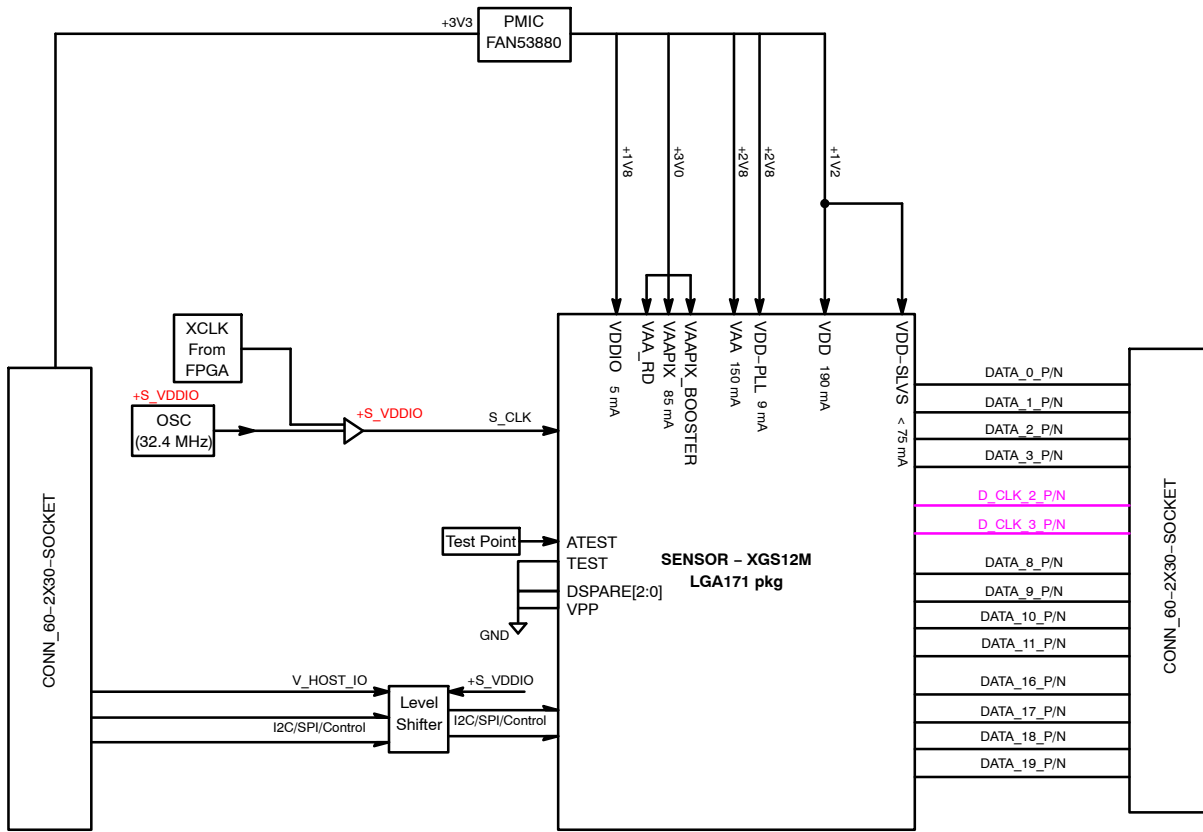 +3V3
PMIC
FAN53880
+1V8
+3V0
+2V8
+2V8
+1V2
VDDIO 5 mA
VAA_RD
VAAPIX 85 mA
VAAPIX_BOOSTER
VAA 150 mA
VDD-PLL 9 mA
VDD 190 mA
VDD-SLVS < 75 mA
XCLK
From
FPGA
+S_VDDIO
OSC
(32.4 MHz)
+S_VDDIO
S_CLK
Test Point
ATEST
TEST
DSPARE[2:0]
VPP
GND
SENSOR – XGS12M
LGA171 pkg
CONN_60–2X30–SOCKET
V_HOST_IO
I2C/SPI/Control
Level
Shifter
+S_VDDIO
I2C/SPI/Control
DATA_0_P/N
DATA_1_P/N
DATA_2_P/N
DATA_3_P/N
D_CLK_2_P/N
D_CLK_3_P/N
DATA_8_P/N
DATA_9_P/N
DATA_10_P/N
DATA_11_P/N
DATA_16_P/N
DATA_17_P/N
DATA_18_P/N
DATA_19_P/N
CONN_60–2X30–SOCKET